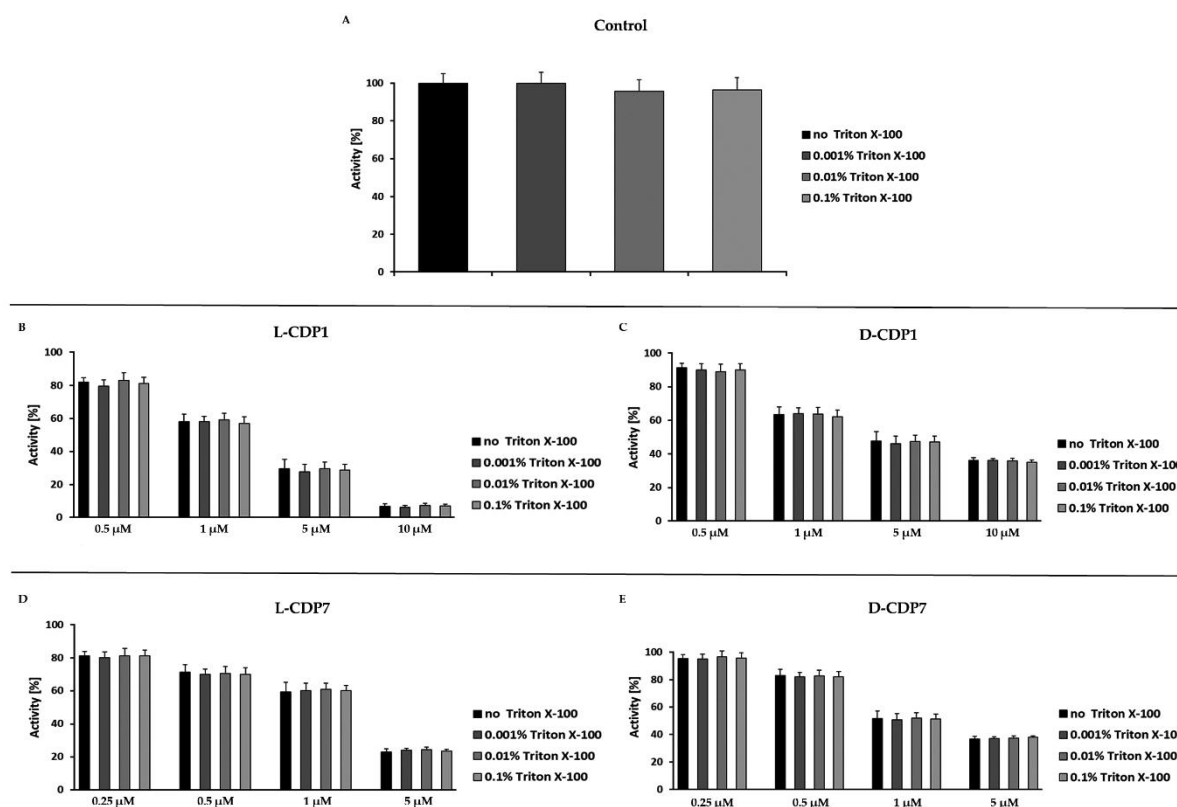 A
Control
Activity [%]
100
80
60
40
20
0
no Triton X-100
0.001% Triton X-100
0.01% Triton X-100
0.1% Triton X-100
B
L-CDP1
Activity [%]
100
80
60
40
20
0
0.5 μM 1 μM 5 μM 10 μM
no Triton X-100
0.001% Triton X-100
0.01% Triton X-100
0.1% Triton X-100
C
D-CDP1
Activity [%]
100
80
60
40
20
0
0.5 μM 1 μM 5 μM 10 μM
no Triton X-100
0.001% Triton X-100
0.01% Triton X-100
0.1% Triton X-100
D
L-CDP7
Activity [%]
100
80
60
40
20
0
0.25 μM 0.5 μM 1 μM 5 μM
no Triton X-100
0.001% Triton X-100
0.01% Triton X-100
0.1% Triton X-100
E
D-CDP7
Activity [%]
100
80
60
40
20
0
0.25 μM 0.5 μM 1 μM 5 μM
no Triton X-100
0.001% Triton X-100
0.01% Triton X-100
0.1% Triton X-100